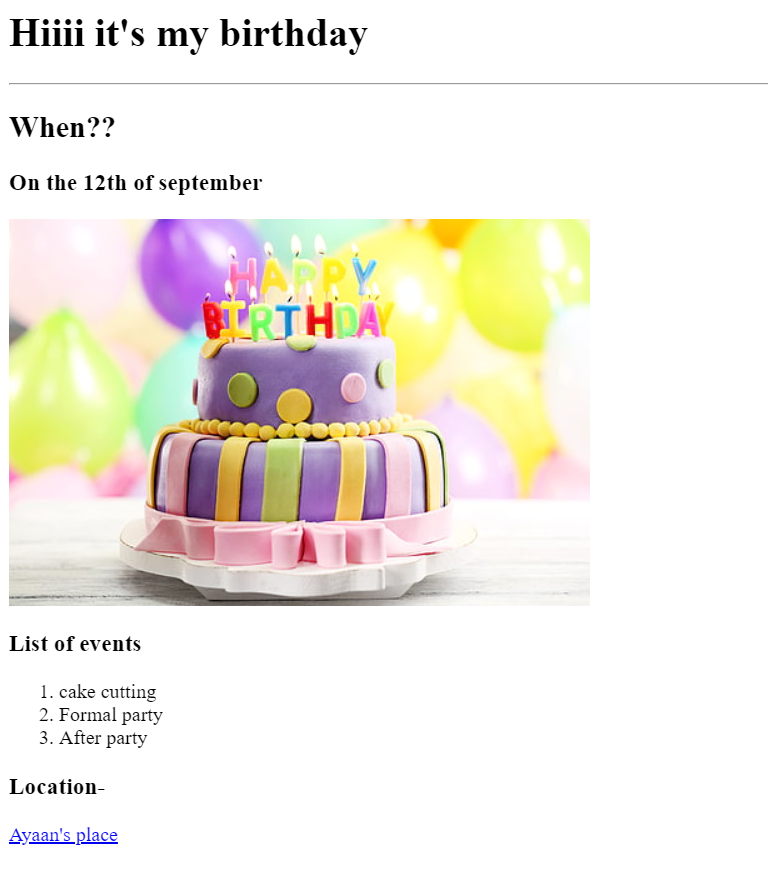 Hiiii it's my birthday
When??
On the 12th of september
HAPPY
BIRTHDAY
List of events
1. cake cutting
2. Formal party
3. After party
Location-
Ayaan's place